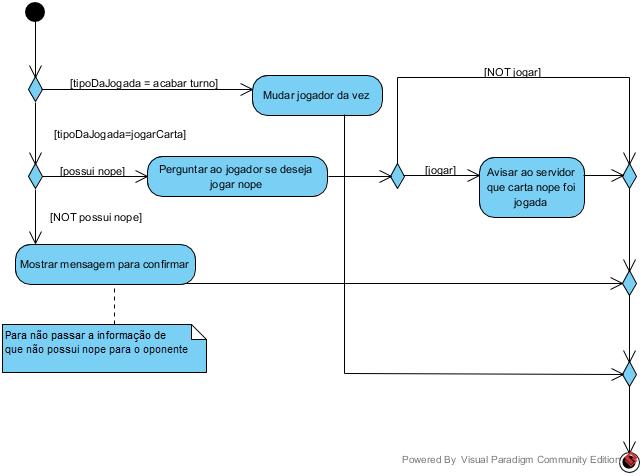 [NOT jogar]
[tipoDaJogada = acabar turno]
Mudar jogador da vez
[tipoDaJogada=jogarCarta]
[possui nope]
Perguntar ao jogador se deseja
jogar nope
[jogar]
Avisar ao servidor
que carta nope foi
jogada
[NOT possui nope]
Mostrar mensagem para confirmar
Para não passar a informação de
que não possui nope para o oponente
Powered By Visual Paradigm Community Edition